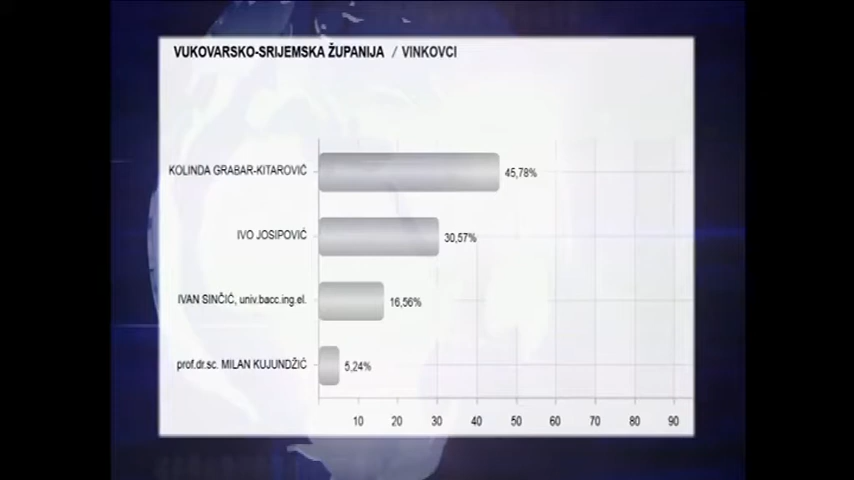 VUKOVARSKO-SRIJEMSKA ŽUPANIJA / VINKOVCI
KOLINDA GRABAR-KITAROVIĆ 45,78%
IVO JOSIPOVIĆ 30,57%
IVAN SINČIĆ, univ.bacc.ing.el. 16,56%
prof.dr.sc. MILAN KUJUNDŽIĆ 5,24%
10 20 30 40 50 60 70 80 90